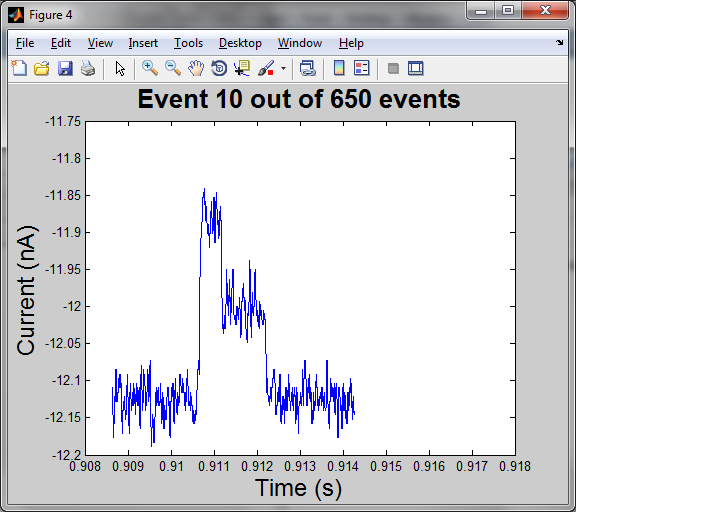 Figure 4
File Edit View Insert Tools Desktop Window Help
Event 10 out of 650 events
-11.75
-11.8
-11.85
-11.9
-11.95
-12
-12.05
-12.1
-12.15
-12.2
Current (nA)
0.908 0.909 0.91 0.911 0.912 0.913 0.914 0.915 0.916 0.917 0.918
Time (s)